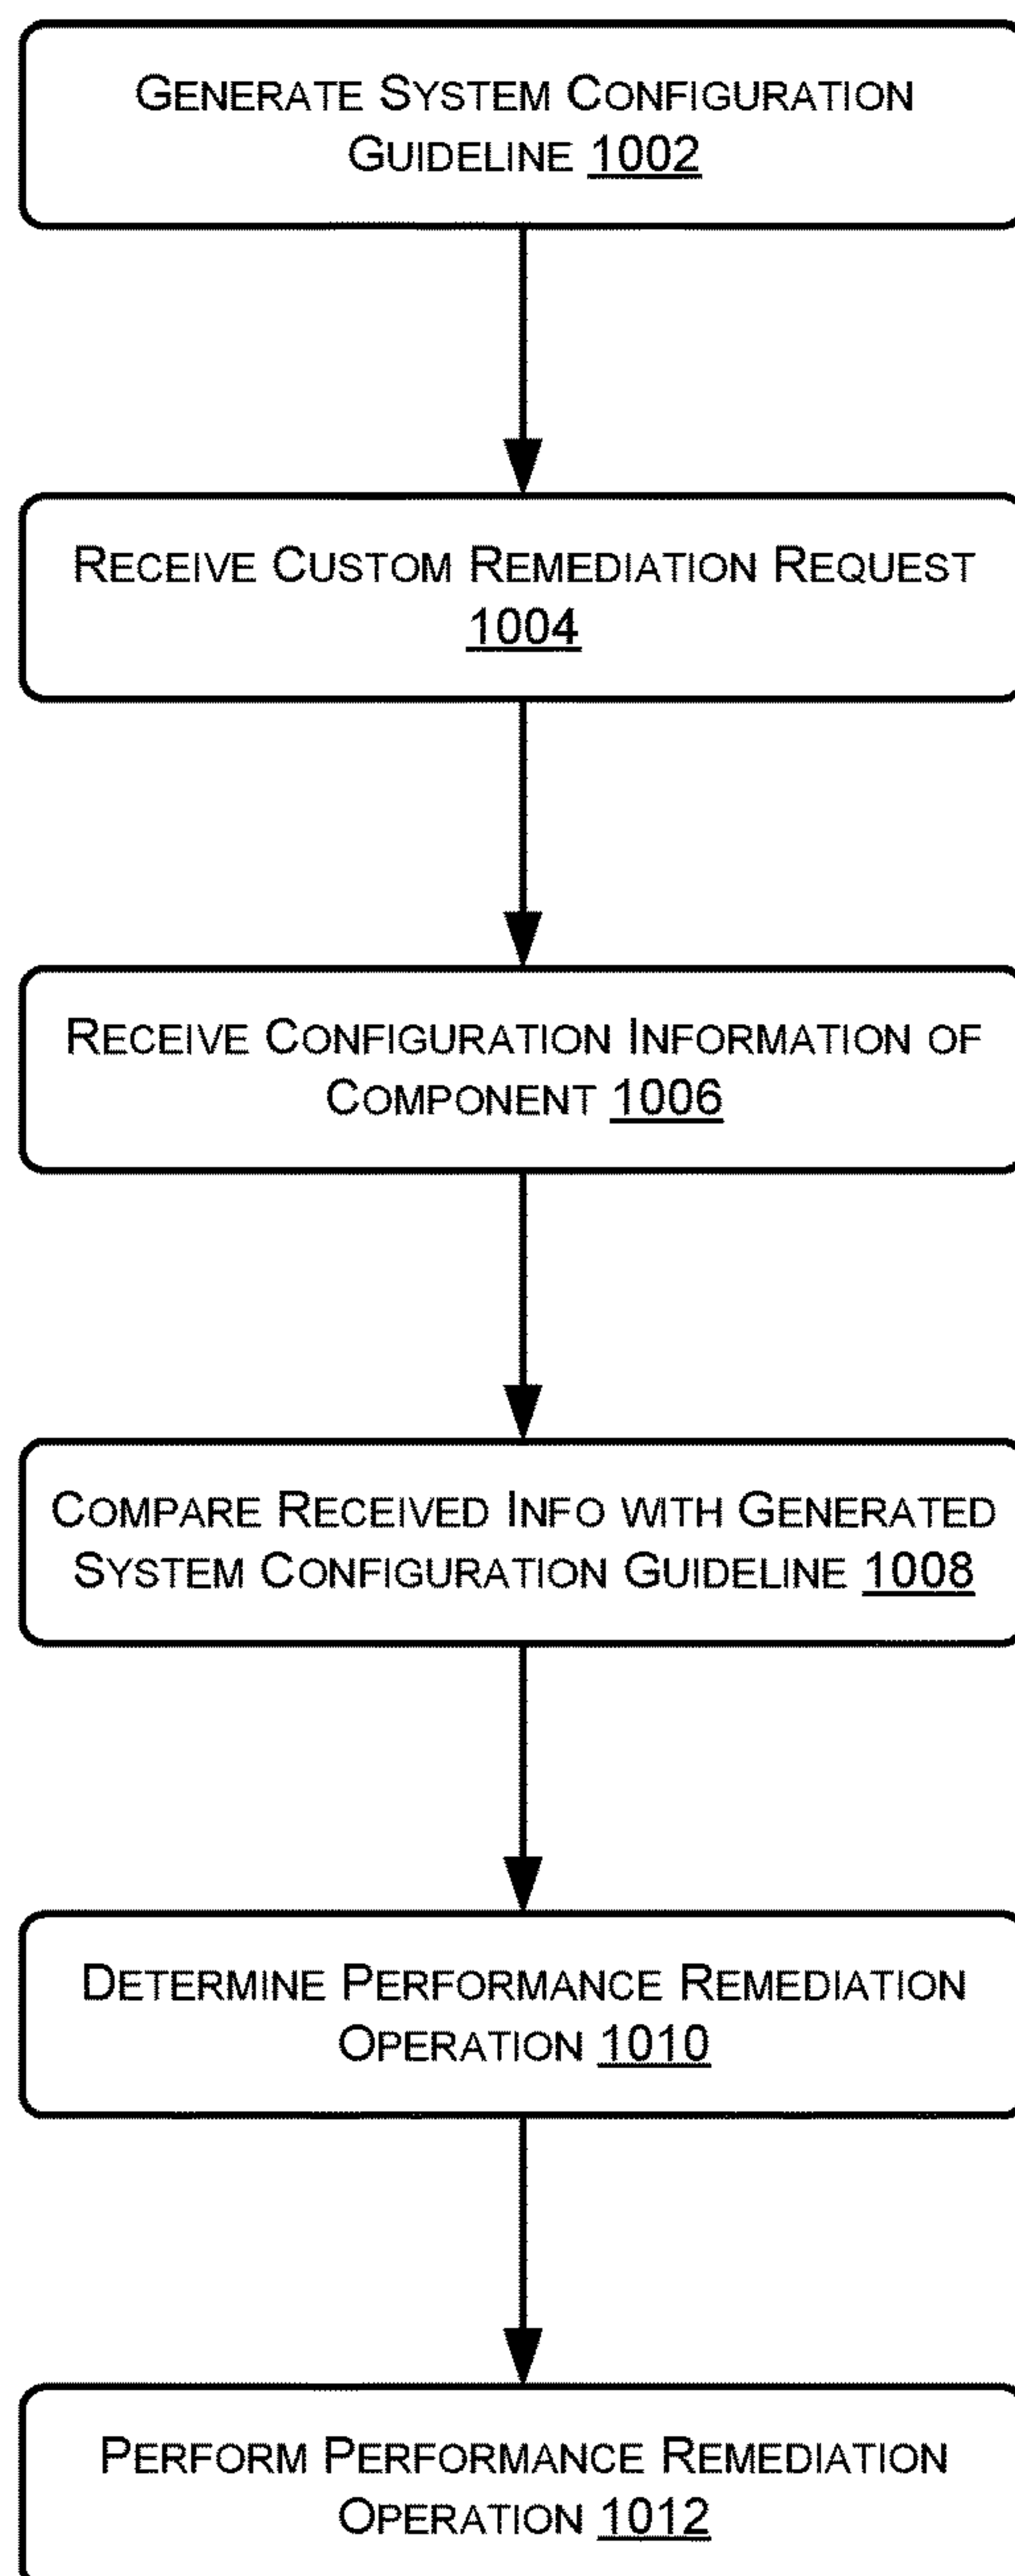 GENERATE SYSTEM CONFIGURATION
GUIDELINE 1002
RECEIVE CUSTOM REMEDIATION REQUEST
1004
RECEIVE CONFIGURATION INFORMATION OF
COMPONENT 1006
COMPARE RECEIVED INFO WITH GENERATED
SYSTEM CONFIGURATION GUIDELINE 1008
DETERMINE PERFORMANCE REMEDIATION
OPERATION 1010
PERFORM PERFORMANCE REMEDIATION
OPERATION 1012